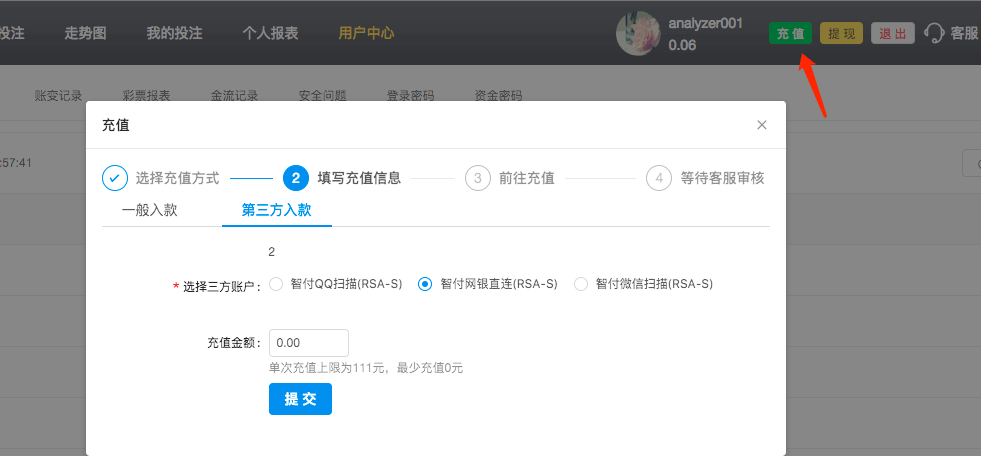 投注 走势图 我的投注 个人报表 用户中心 analyzer001 充 值 提 现 退 出 客服
0.06
账变记录 彩票报表 金流记录 安全问题 登录密码 资金密码
充值
:57:41
选择充值方式 2 填写充值信息 3 前往充值 4 等待客服审核
一般入款 第三方入款
2
* 选择三方账户: 智付QQ扫描(RSA-S) 智付网银直连(RSA-S) 智付微信扫描(RSA-S)
充值金额: 0.00
单次充值上限为111元，最少充值0元
提 交